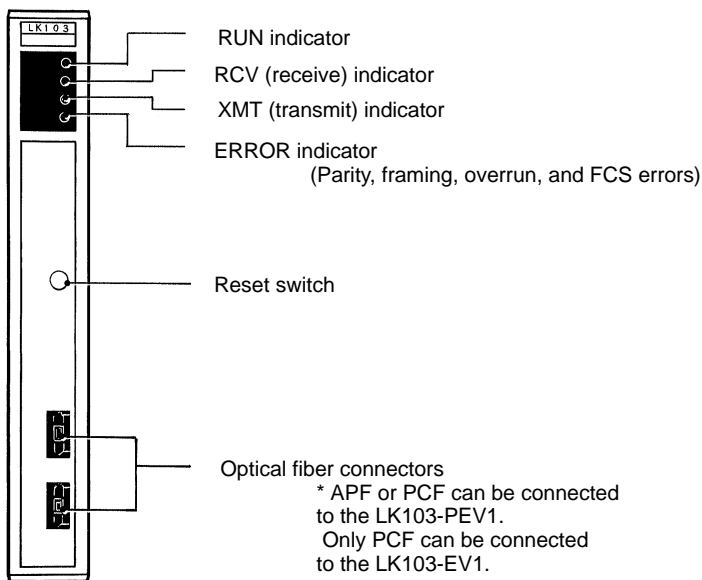 LK103
RUN indicator
RCV (receive) indicator
XMT (transmit) indicator
ERROR indicator
(Parity, framing, overrun, and FCS errors)
Reset switch
Optical fiber connectors
* APF or PCF can be connected
to the LK103-PEV1.
Only PCF can be connected
to the LK103-EV1.